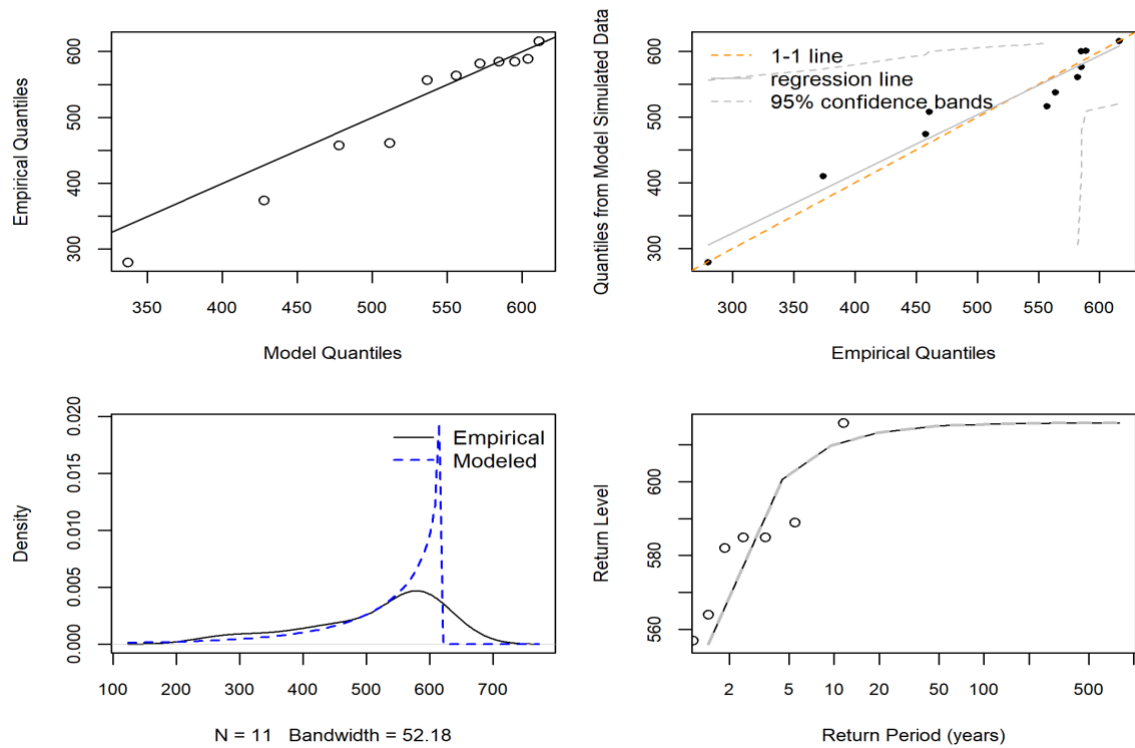 Empirical Quantiles
600
500
400
300
350 400 450 500 550 600
Model Quantiles
Quantiles from Model Simulated Data
600
500
400
300
1-1 line
regression line
95% confidence bands
300 350 400 450 500 550 600
Empirical Quantiles
Density
0.020
0.015
0.010
0.005
0.000
Empirical
Modeled
100 200 300 400 500 600 700
N = 11 Bandwidth = 52.18
Return Level
600
580
560
2 5 10 20 50 100 500
Return Period (years)